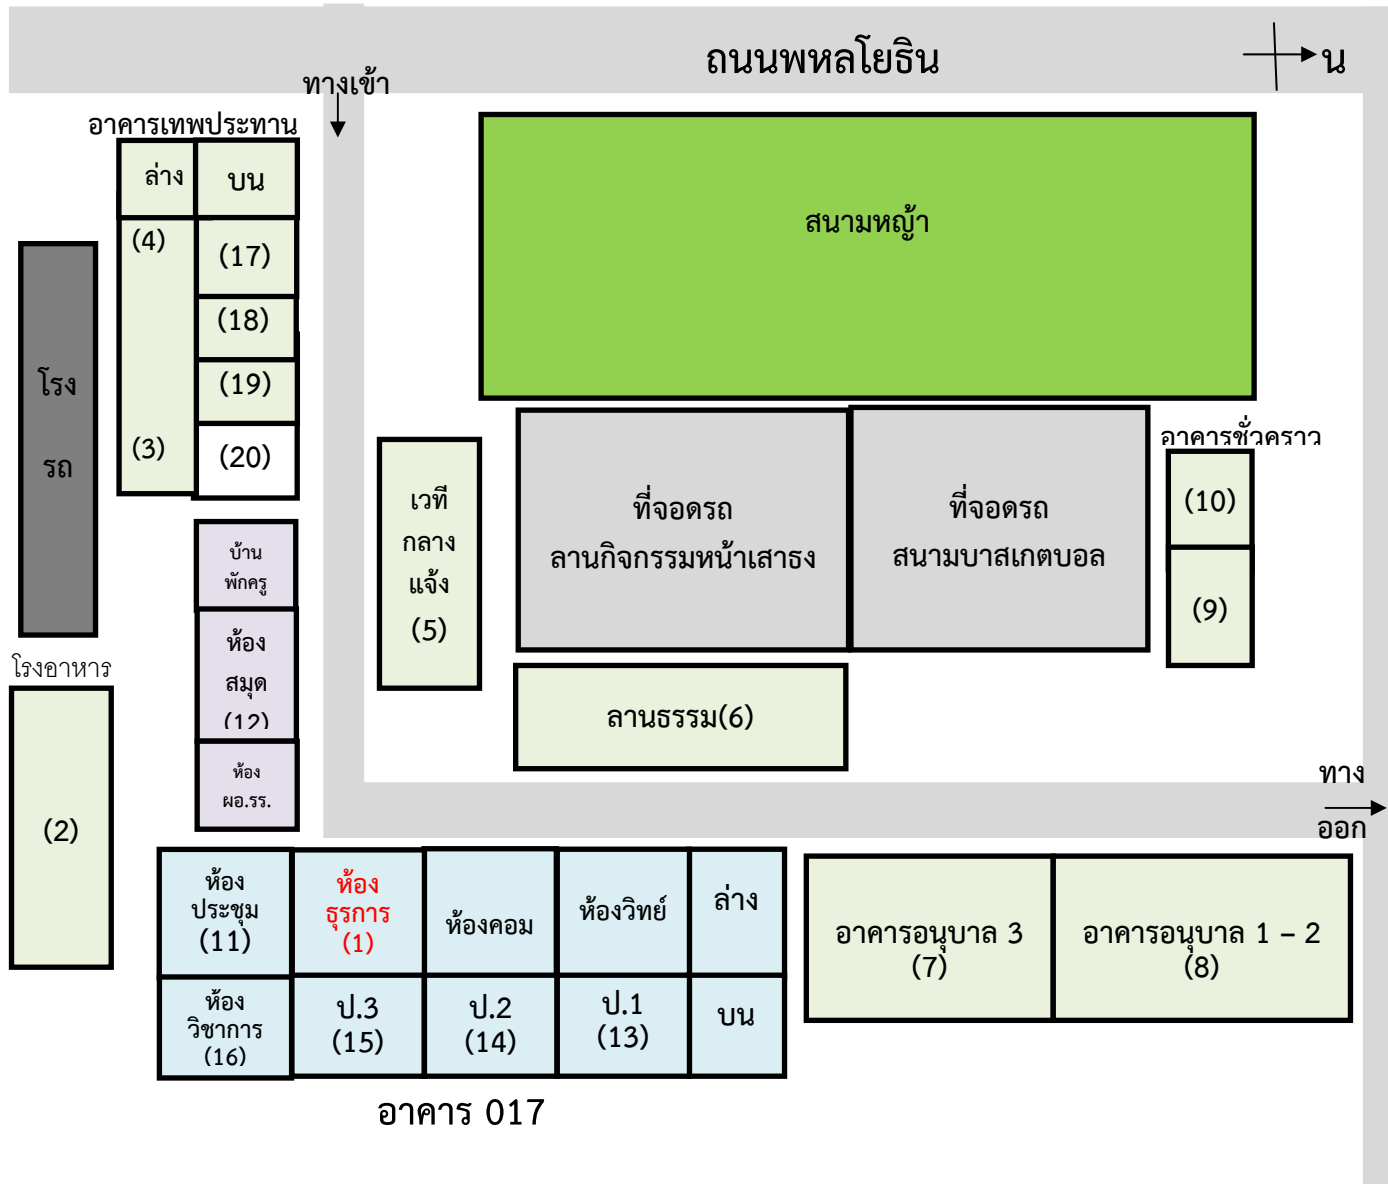 ถนนพหลโยธิน
น
ทางเข้า
อาคารเทพประทาน
ล่าง
บน
สนามหญ้า
(4)
(17)
(18)
(19)
(3)
(20)
โรง
รถ
อาคารชั่วคราว
เวที
กลาง
แจ้ง
(5)
ที่จอดรถ
ลานกิจกรรมหน้าเสาธง
ที่จอดรถ
สนามบาสเกตบอล
(10)
(9)
บ้าน
พักครู
ห้อง
สมุด
(12)
ห้อง
ผอ.รร.
โรงอาหาร
(2)
ลานธรรม(6)
ทาง
ออก
ห้อง
ประชุม
(11)
ห้อง
ธุรการ
(1)
ห้องคอม
ห้องวิทย์
ล่าง
อาคารอนุบาล 3
(7)
อาคารอนุบาล 1 – 2
(8)
ห้อง
วิชาการ
(16)
ป.3
(15)
ป.2
(14)
ป.1
(13)
บน
อาคาร 017